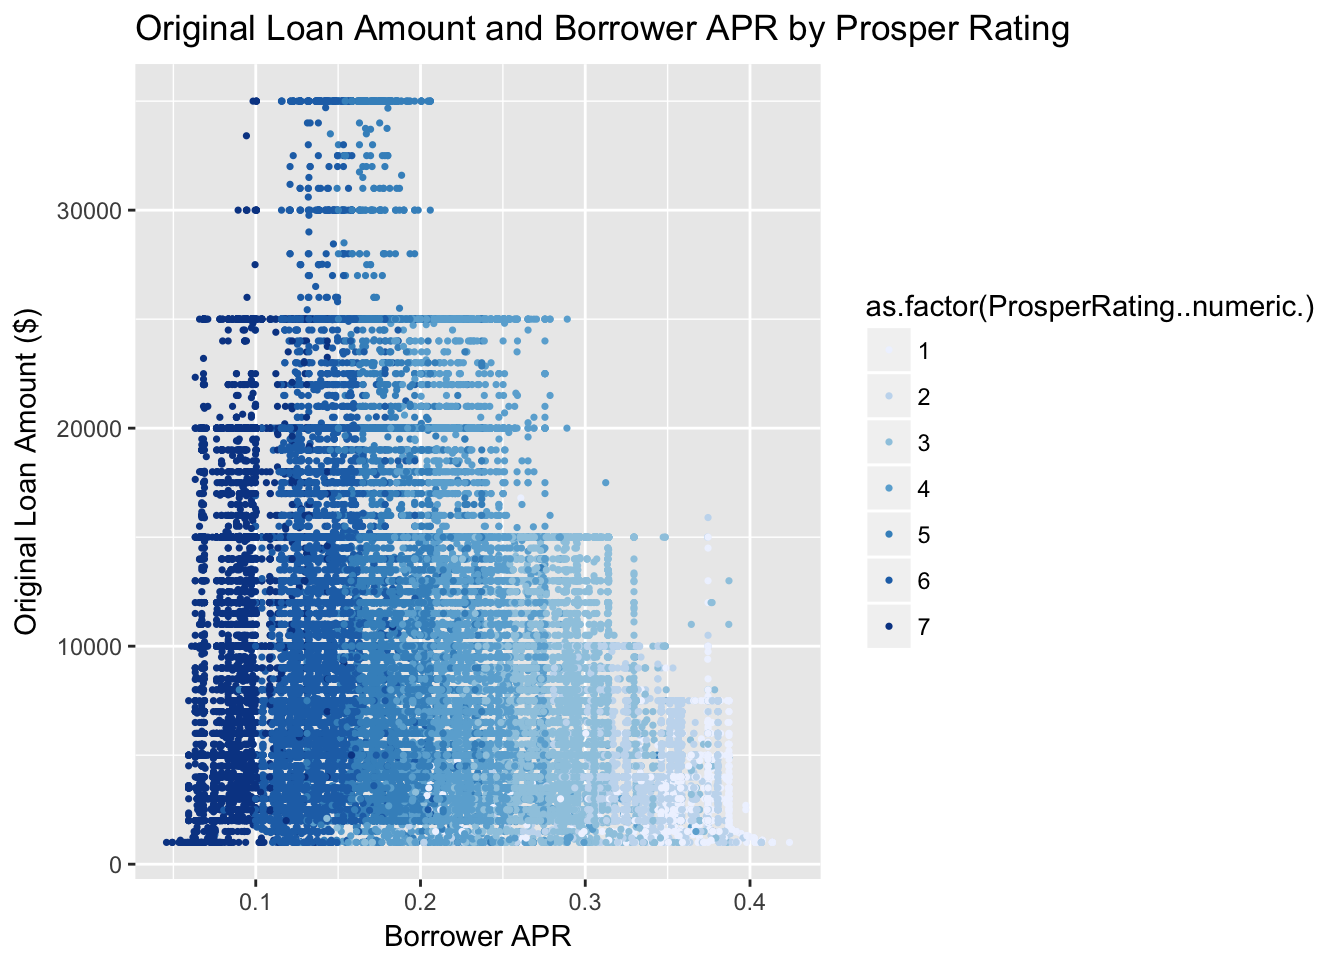 Original Loan Amount and Borrower APR by Prosper Rating
Original Loan Amount ($)
30000
20000
10000
0
0.1 0.2 0.3 0.4
Borrower APR
as.factor(ProsperRating..numeric.)
1
2
3
4
5
6
7